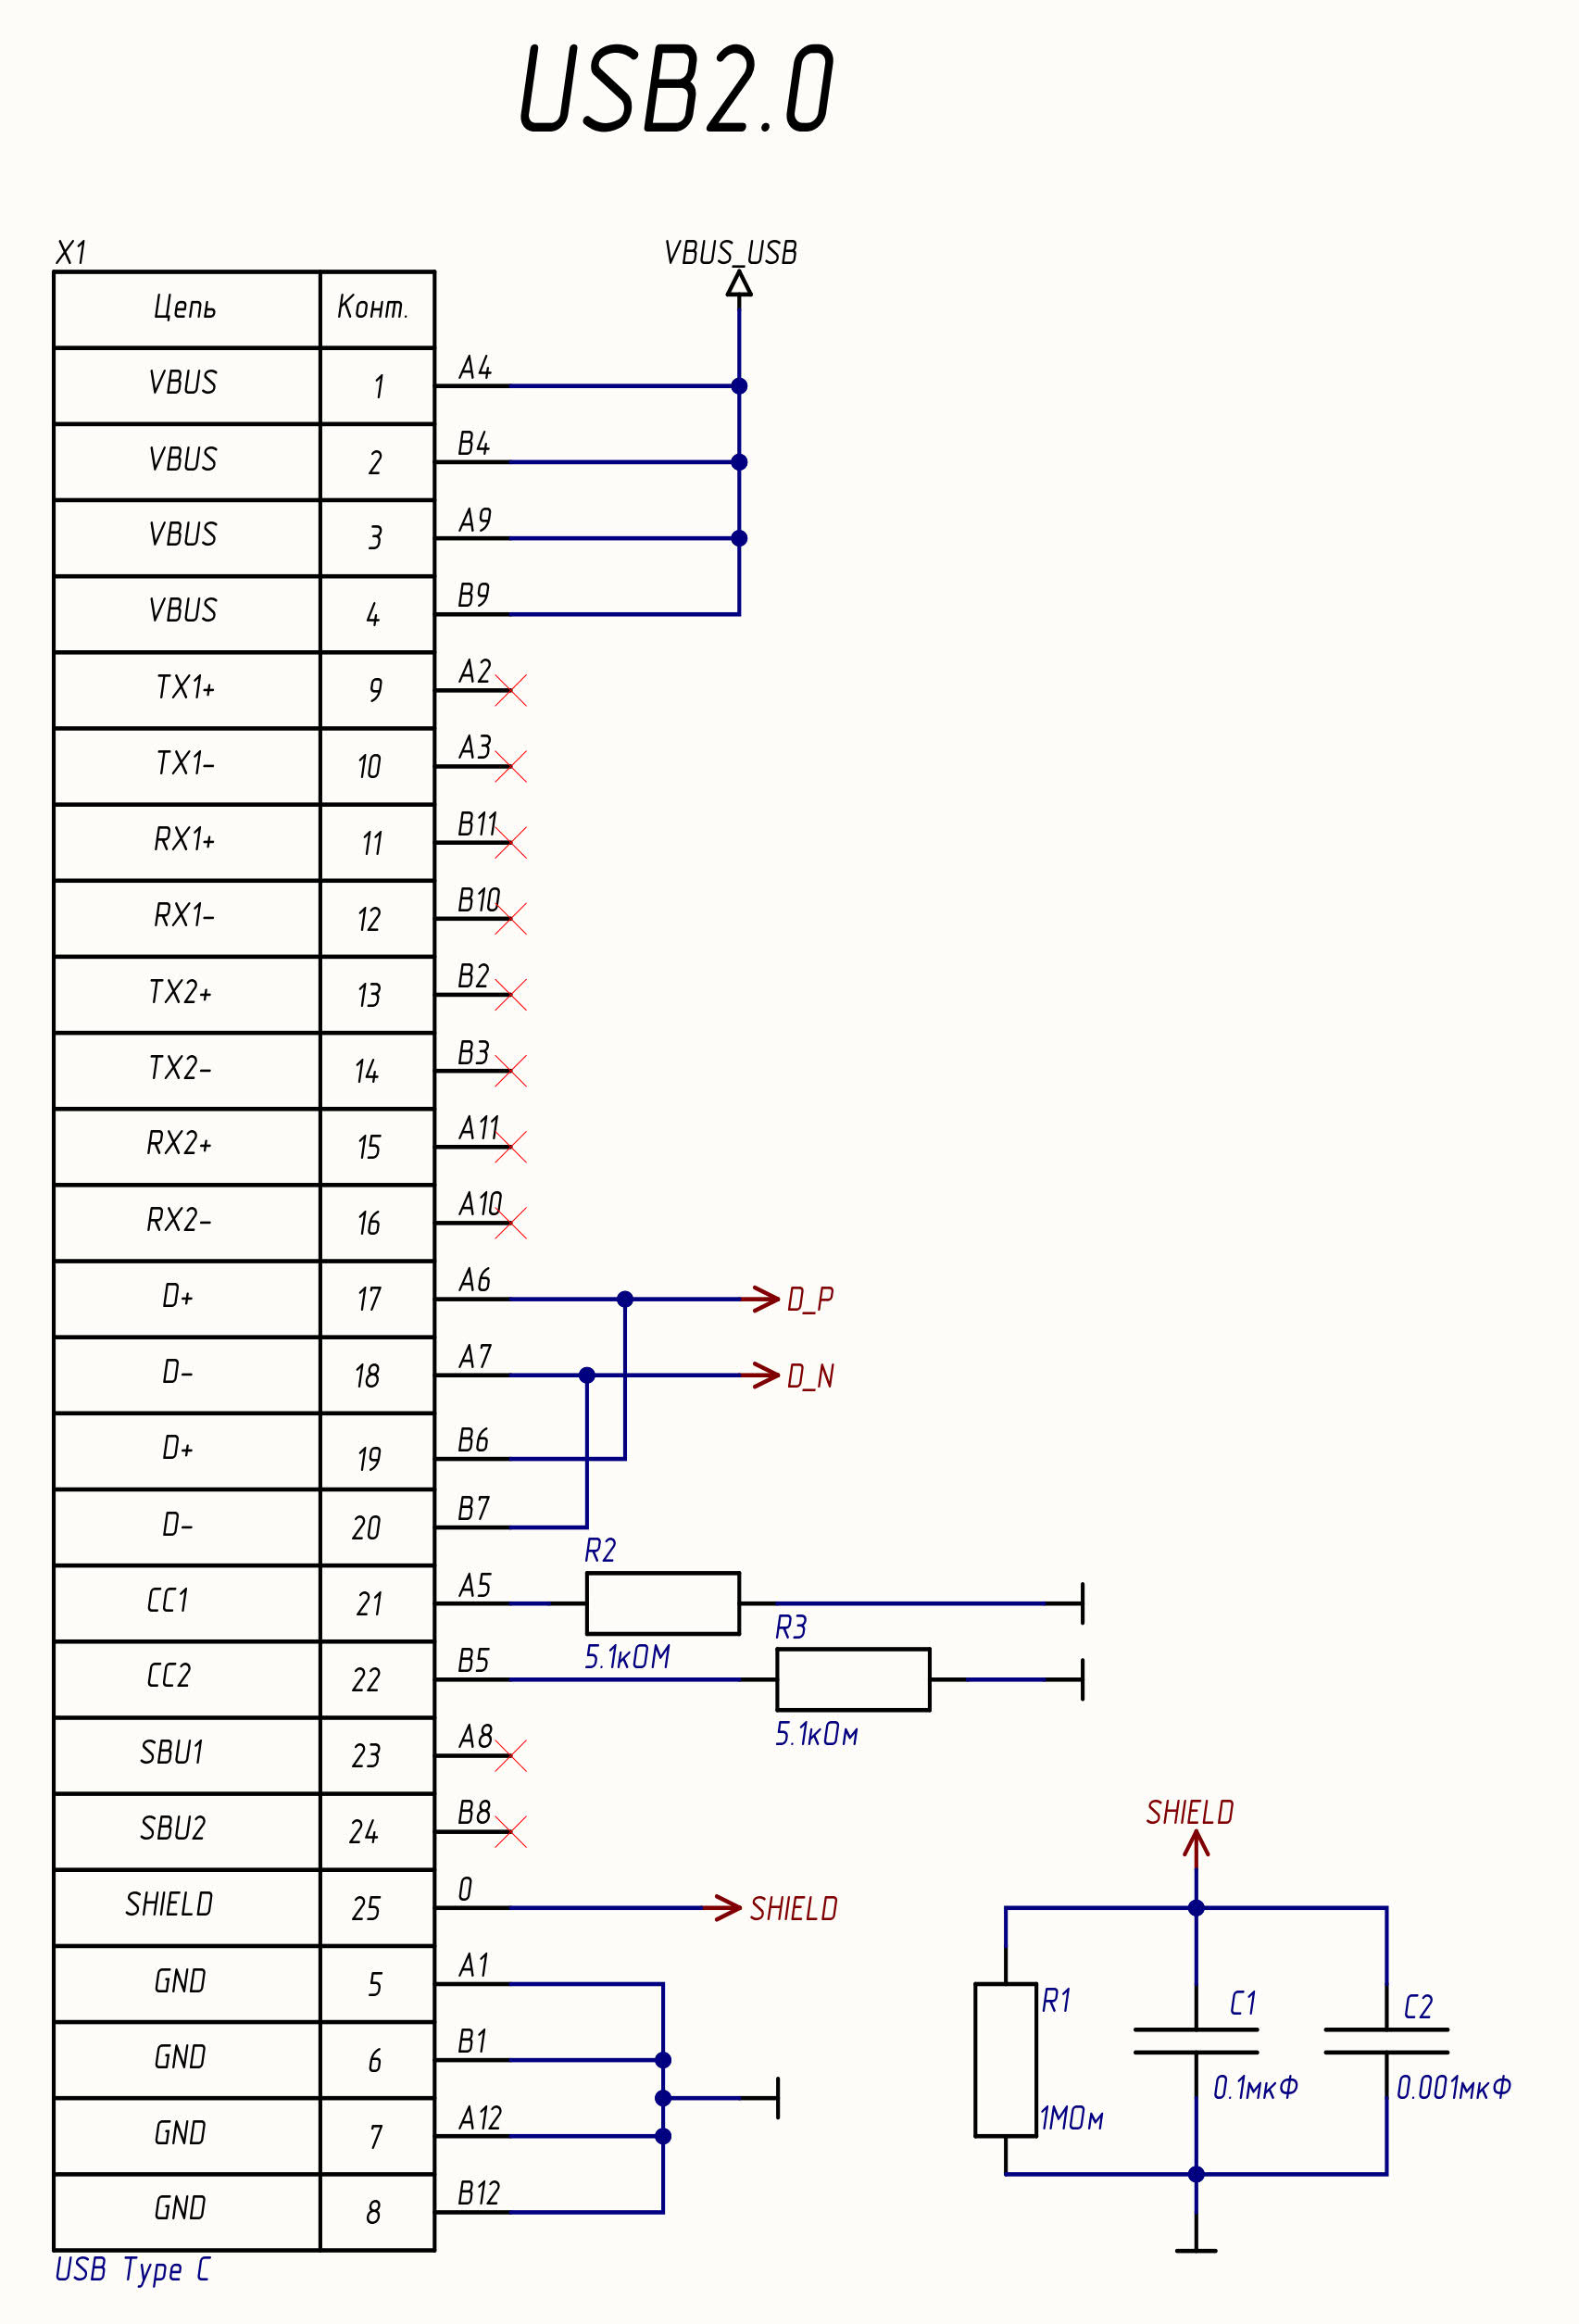 USB2.0
X1
VBUS_USB
Цепь Конт.
VBUS 1 A4
VBUS 2 B4
VBUS 3 A9
VBUS 4 B9
TX1+ 9 A2
TX1- 10 A3
RX1+ 11 B11
RX1- 12 B10
TX2+ 13 B2
TX2- 14 B3
RX2+ 15 A11
RX2- 16 A10
D+ 17 A6 D_P
D- 18 A7 D_N
D+ 19 B6
D- 20 B7
R2
CC1 21 A5
R3
5.1кОМ
CC2 22 B5
5.1кОм
SBU1 23 A8
SBU2 24 B8
SHIELD 25 0 SHIELD
GND 5 A1
GND 6 B1
GND 7 A12
GND 8 B12
USB Type C
SHIELD
R1 C1 C2
0.1мкФ 0.001мкФ
1МОм